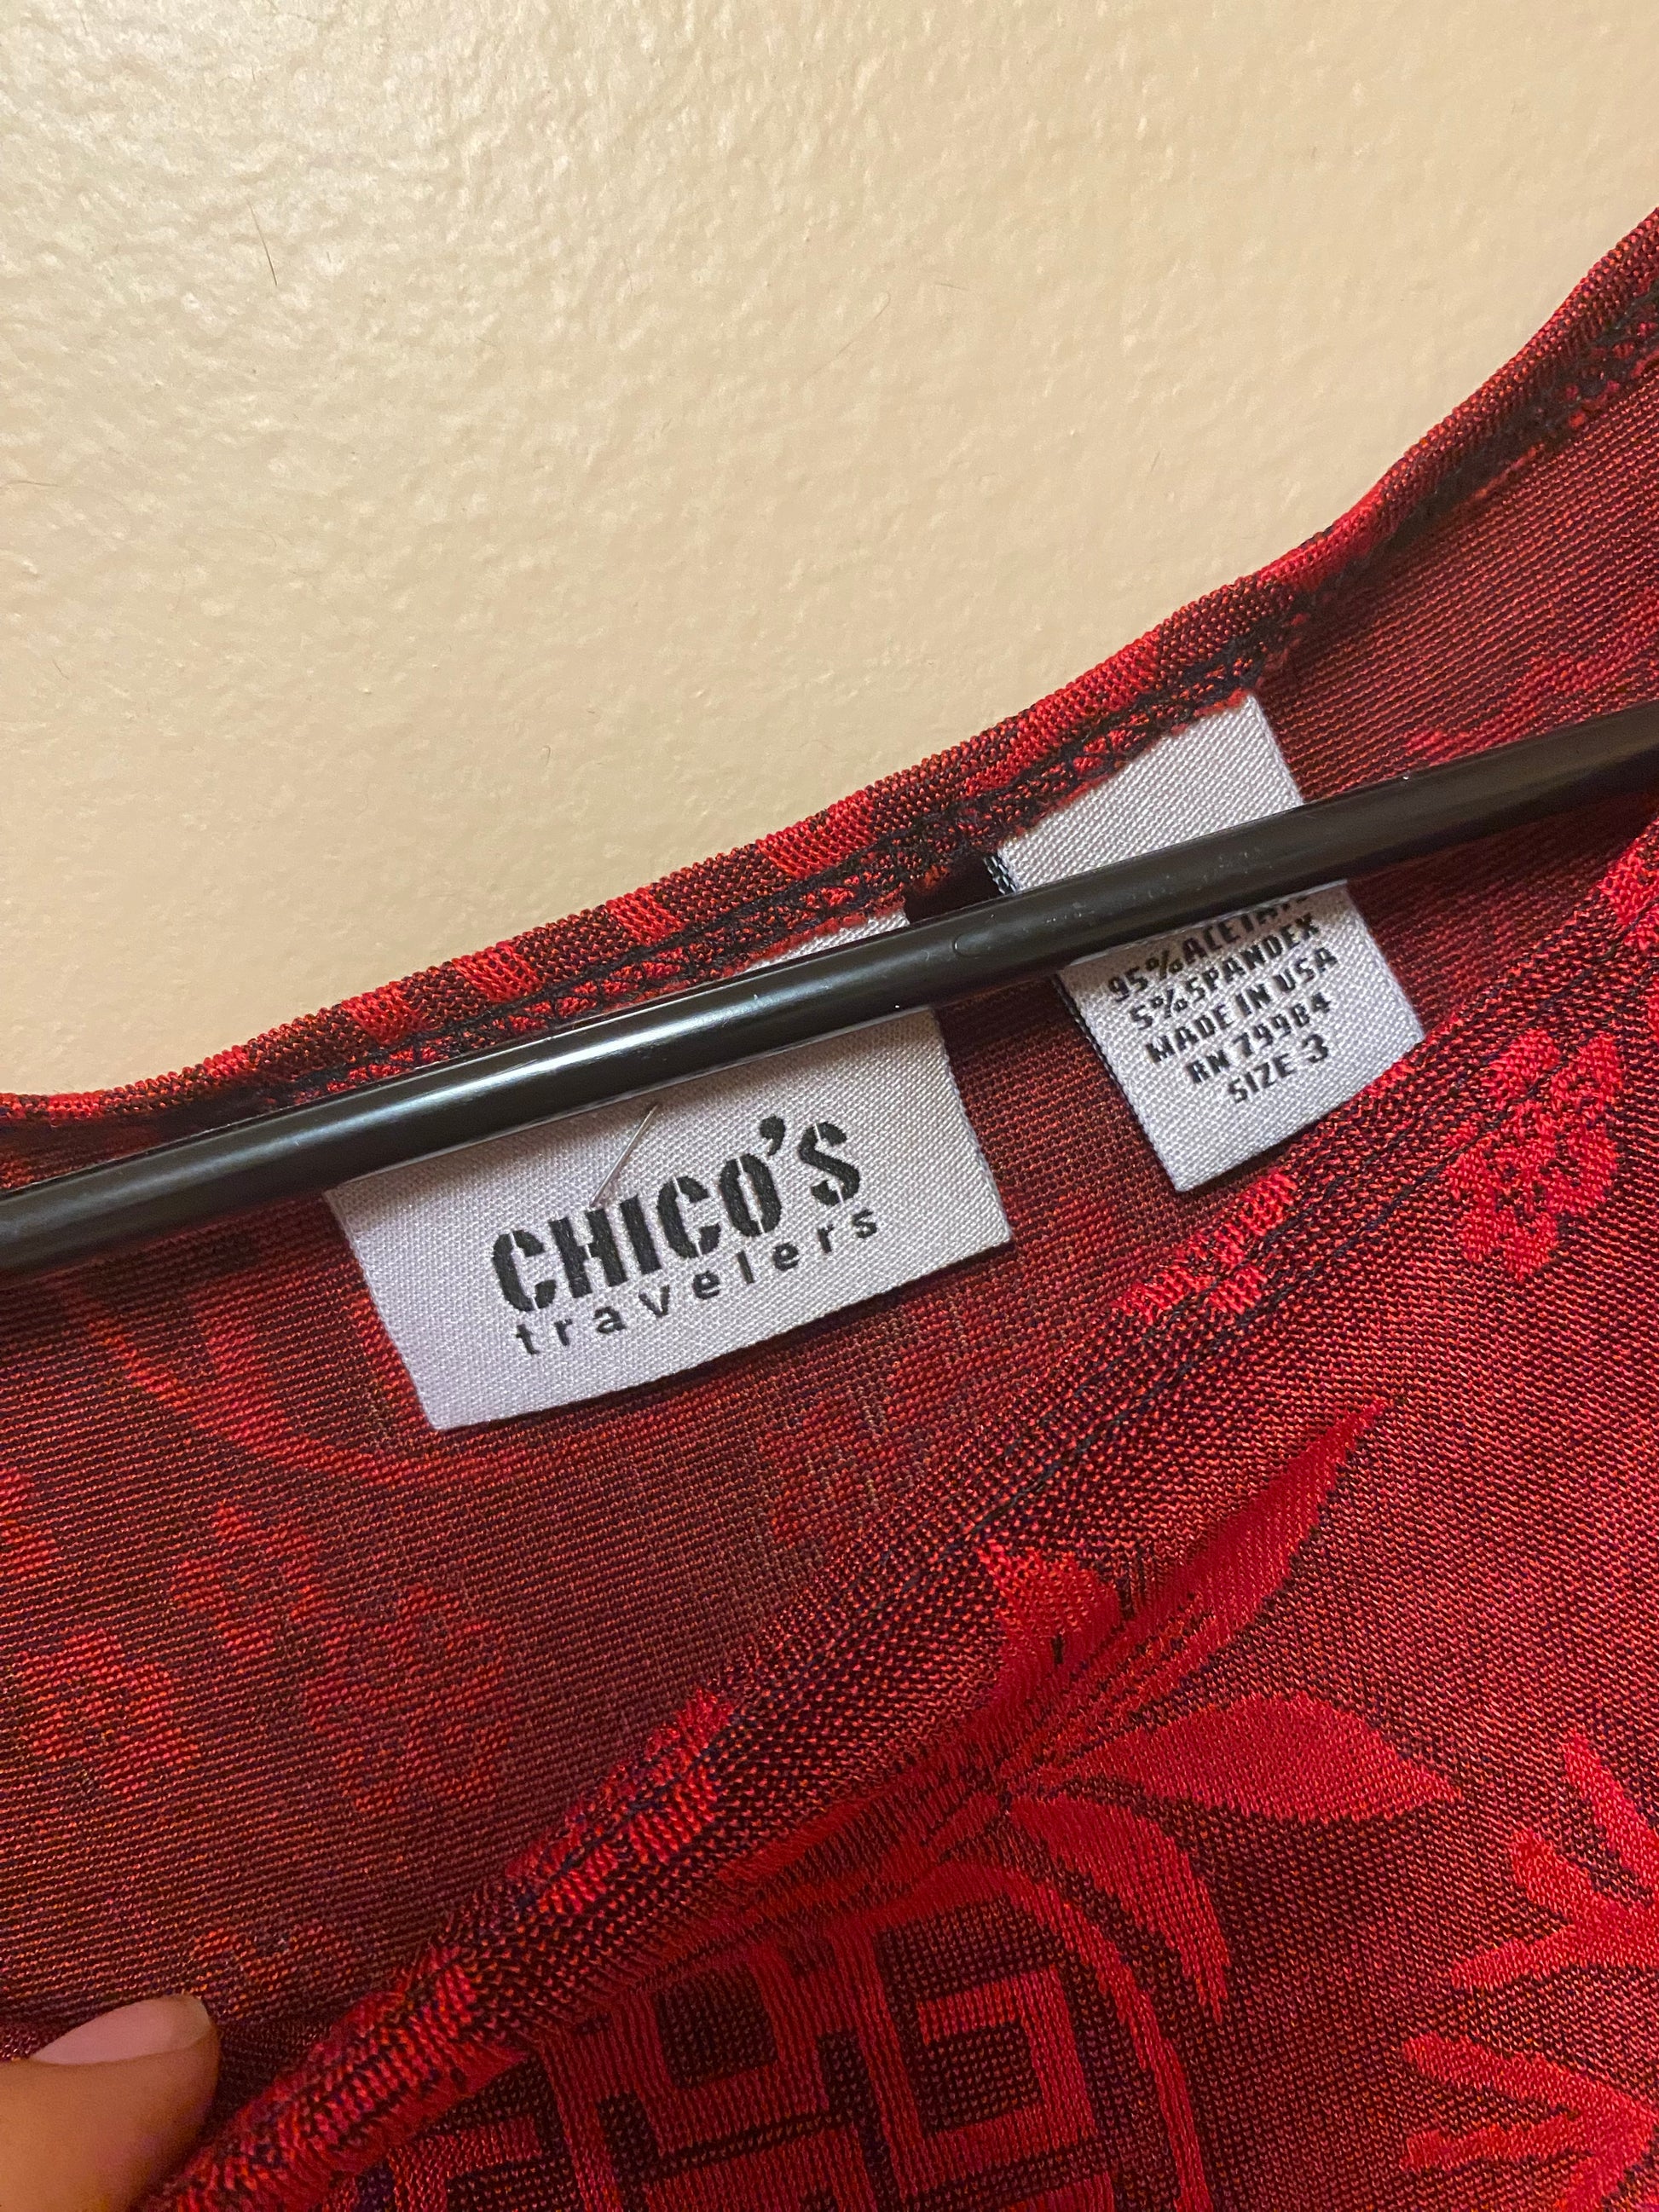 CHICO'S
travelers
95% ACETATE
5% SPANDEX
MADE IN USA
RN 79984
SIZE 3